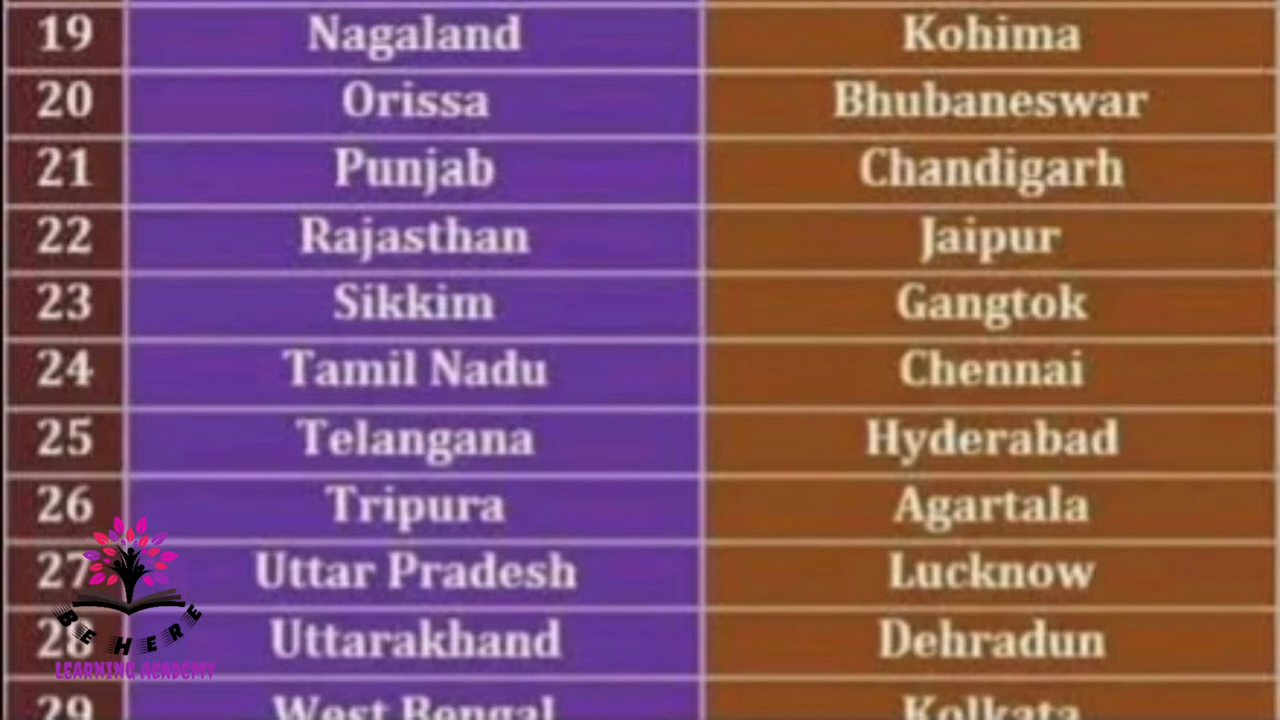 19 Nagaland Kohima
20 Orissa Bhubaneswar
21 Punjab Chandigarh
22 Rajasthan Jaipur
23 Sikkim Gangtok
24 Tamil Nadu Chennai
25 Telangana Hyderabad
26 Tripura Agartala
27 Uttar Pradesh Lucknow
28 Uttarakhand Dehradun
29 West Bengal Kolkata
BE HERE
LEARNING ACADEMY